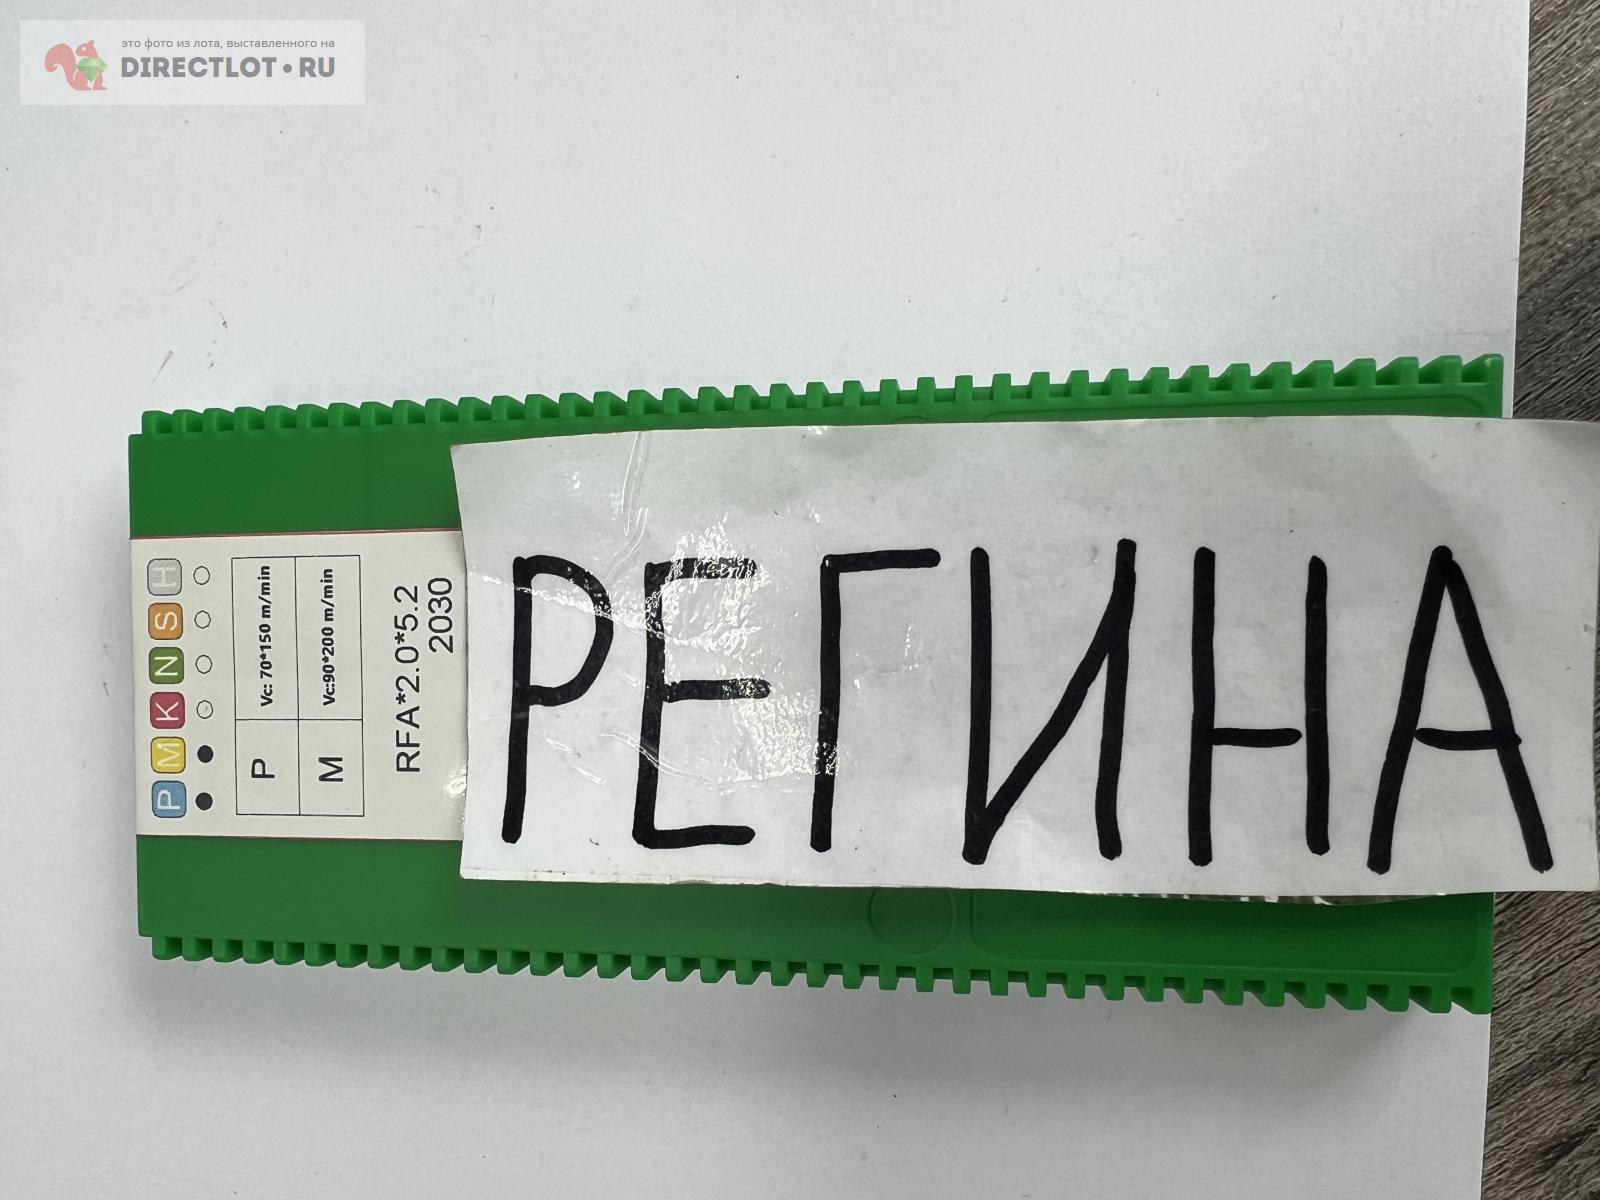 это фото из лота, выставленного на
DIRECTLOT•RU
P M K N S H
P Vc: 70*150 m/min
M Vc:90*200 m/min
RFA*2.0*5.2
2030
РЕГИНА